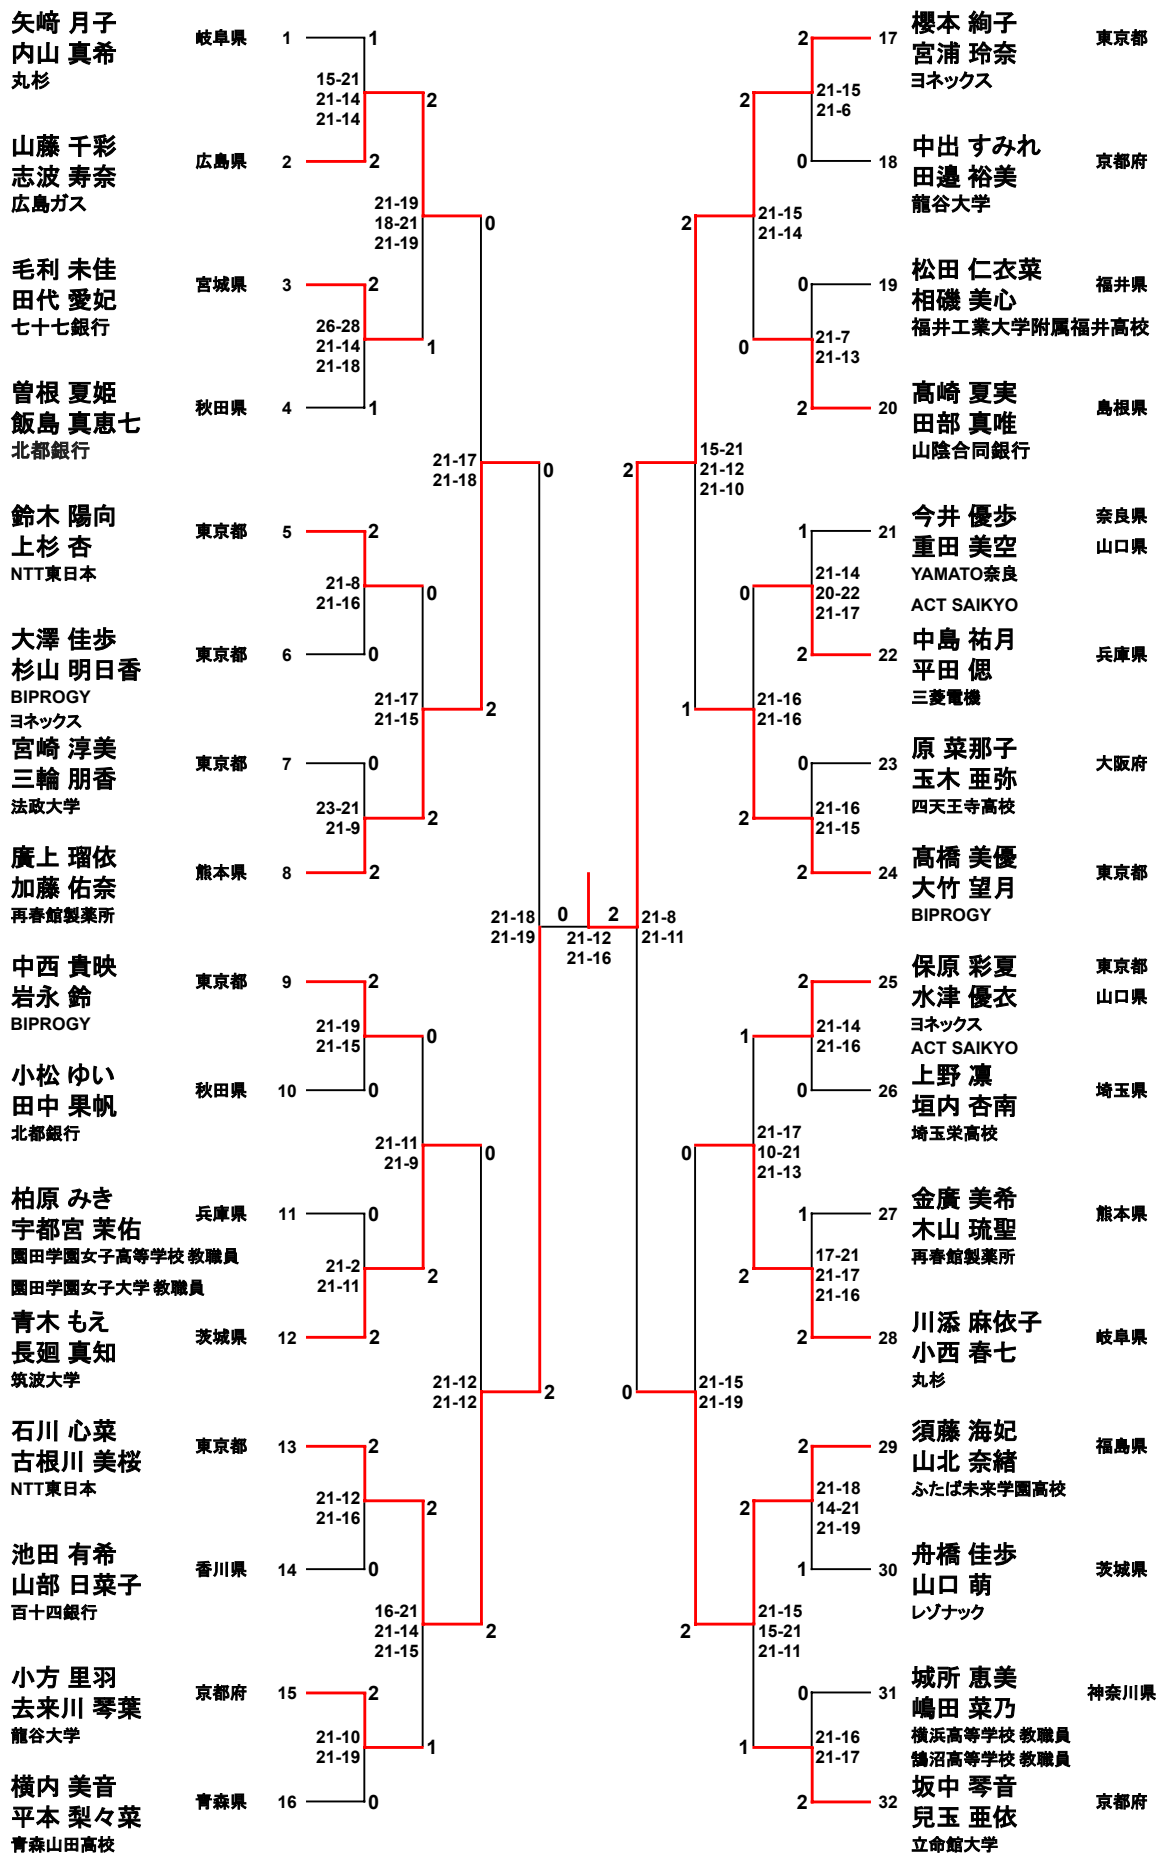 矢﨑 月子
内山 真希
丸杉
岐阜県 1
1
15-21
21-14
21-14
2
山藤 千彩
志波 寿奈
広島ガス
広島県 2
2
21-19
18-21
21-19
0
毛利 未佳
田代 愛妃
七十七銀行
宮城県 3
2
26-28
21-14
21-18
1
曽根 夏姫
飯島 真恵七
北都銀行
秋田県 4
1
21-17
21-18
0
鈴木 陽向
上杉 杏
NTT東日本
東京都 5
2
21-8
21-16
0
大澤 佳歩
杉山 明日香
BIPROGY
ヨネックス
東京都 6
0
21-17
21-15
2
宮崎 淳美
三輪 朋香
法政大学
東京都 7
0
23-21
21-9
2
廣上 瑠依
加藤 佑奈
再春館製薬所
熊本県 8
2
21-18
21-19
0
中西 貴映
岩永 鈴
BIPROGY
東京都 9
2
21-19
21-15
0
小松 ゆい
田中 果帆
北都銀行
秋田県 10
0
21-11
21-9
0
柏原 みき
宇都宮 茉佑
園田学園女子高等学校 教職員
園田学園女子大学 教職員
兵庫県 11
0
21-2
21-11
2
青木 もえ
長廻 真知
筑波大学
茨城県 12
2
21-12
21-12
2
石川 心菜
古根川 美桜
NTT東日本
東京都 13
2
21-12
21-16
2
池田 有希
山部 日菜子
百十四銀行
香川県 14
0
16-21
21-14
21-15
2
小方 里羽
去来川 琴葉
龍谷大学
京都府 15
2
21-10
21-19
1
横内 美音
平本 梨々菜
青森山田高校
青森県 16
0
21-12
21-16
2
櫻本 絢子
宮浦 玲奈
ヨネックス
17 東京都
2
21-15
21-6
2
中出 すみれ
田邉 裕美
龍谷大学
18 京都府
0
21-15
21-14
2
松田 仁衣菜
相磯 美心
福井工業大学附属福井高校
19 福井県
0
21-7
21-13
0
髙崎 夏実
田部 真唯
山陰合同銀行
20 島根県
2
15-21
21-12
21-10
2
今井 優歩
重田 美空
YAMATO奈良
ACT SAIKYO
21 奈良県
山口県
1
21-14
20-22
21-17
0
中島 祐月
平田 偲
三菱電機
22 兵庫県
2
21-16
21-16
1
原 菜那子
玉木 亜弥
四天王寺高校
23 大阪府
0
21-16
21-15
2
髙橋 美優
大竹 望月
BIPROGY
24 東京都
2
21-8
21-11
保原 彩夏
水津 優衣
ヨネックス
ACT SAIKYO
25 東京都
山口県
2
21-14
21-16
1
上野 凛
垣内 杏南
埼玉栄高校
26 埼玉県
0
21-17
10-21
21-13
0
金廣 美希
木山 琉聖
再春館製薬所
27 熊本県
1
17-21
21-17
21-16
2
川添 麻依子
小西 春七
丸杉
28 岐阜県
2
21-15
21-19
0
須藤 海妃
山北 奈緒
ふたば未来学園高校
29 福島県
2
21-18
14-21
21-19
2
舟橋 佳歩
山口 萌
レゾナック
30 茨城県
1
21-15
15-21
21-11
2
城所 恵美
嶋田 菜乃
横浜高等学校 教職員
鵠沼高等学校 教職員
31 神奈川県
0
21-16
21-17
1
坂中 琴音
兒玉 亜依
立命館大学
32 京都府
2